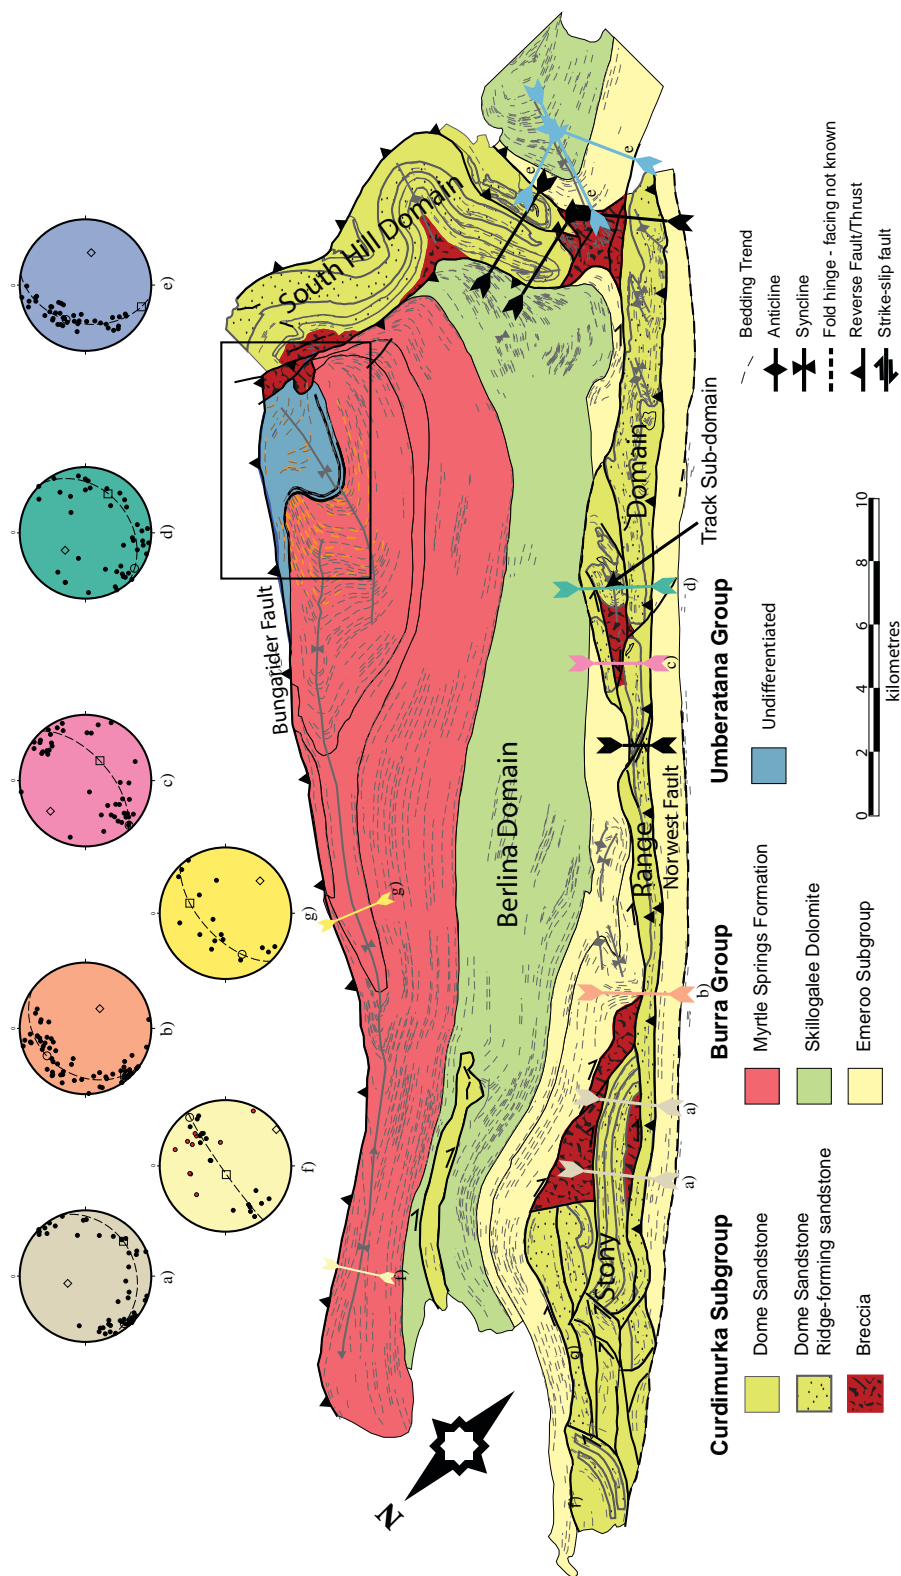 e)
d)
c)
g)
b)
f)
a)
South Hill Domain
Bungarider Fault
Berlina Domain
Stony
Range
Domain
Norwest Fault
Track Sub-domain
e
e
e
d)
c)
g)
b)
a)
a)
f)
N
Curdimurka Subgroup
Dome Sandstone
Dome Sandstone
Ridge-forming sandstone
Breccia
Burra Group
Myrtle Springs Formation
Skillogalee Dolomite
Emeroo Subgroup
Umberatana Group
Undifferentiated
0 2 4 6 8 10
kilometres
Bedding Trend
Anticline
Syncline
Fold hinge - facing not known
Reverse Fault/Thrust
Strike-slip fault